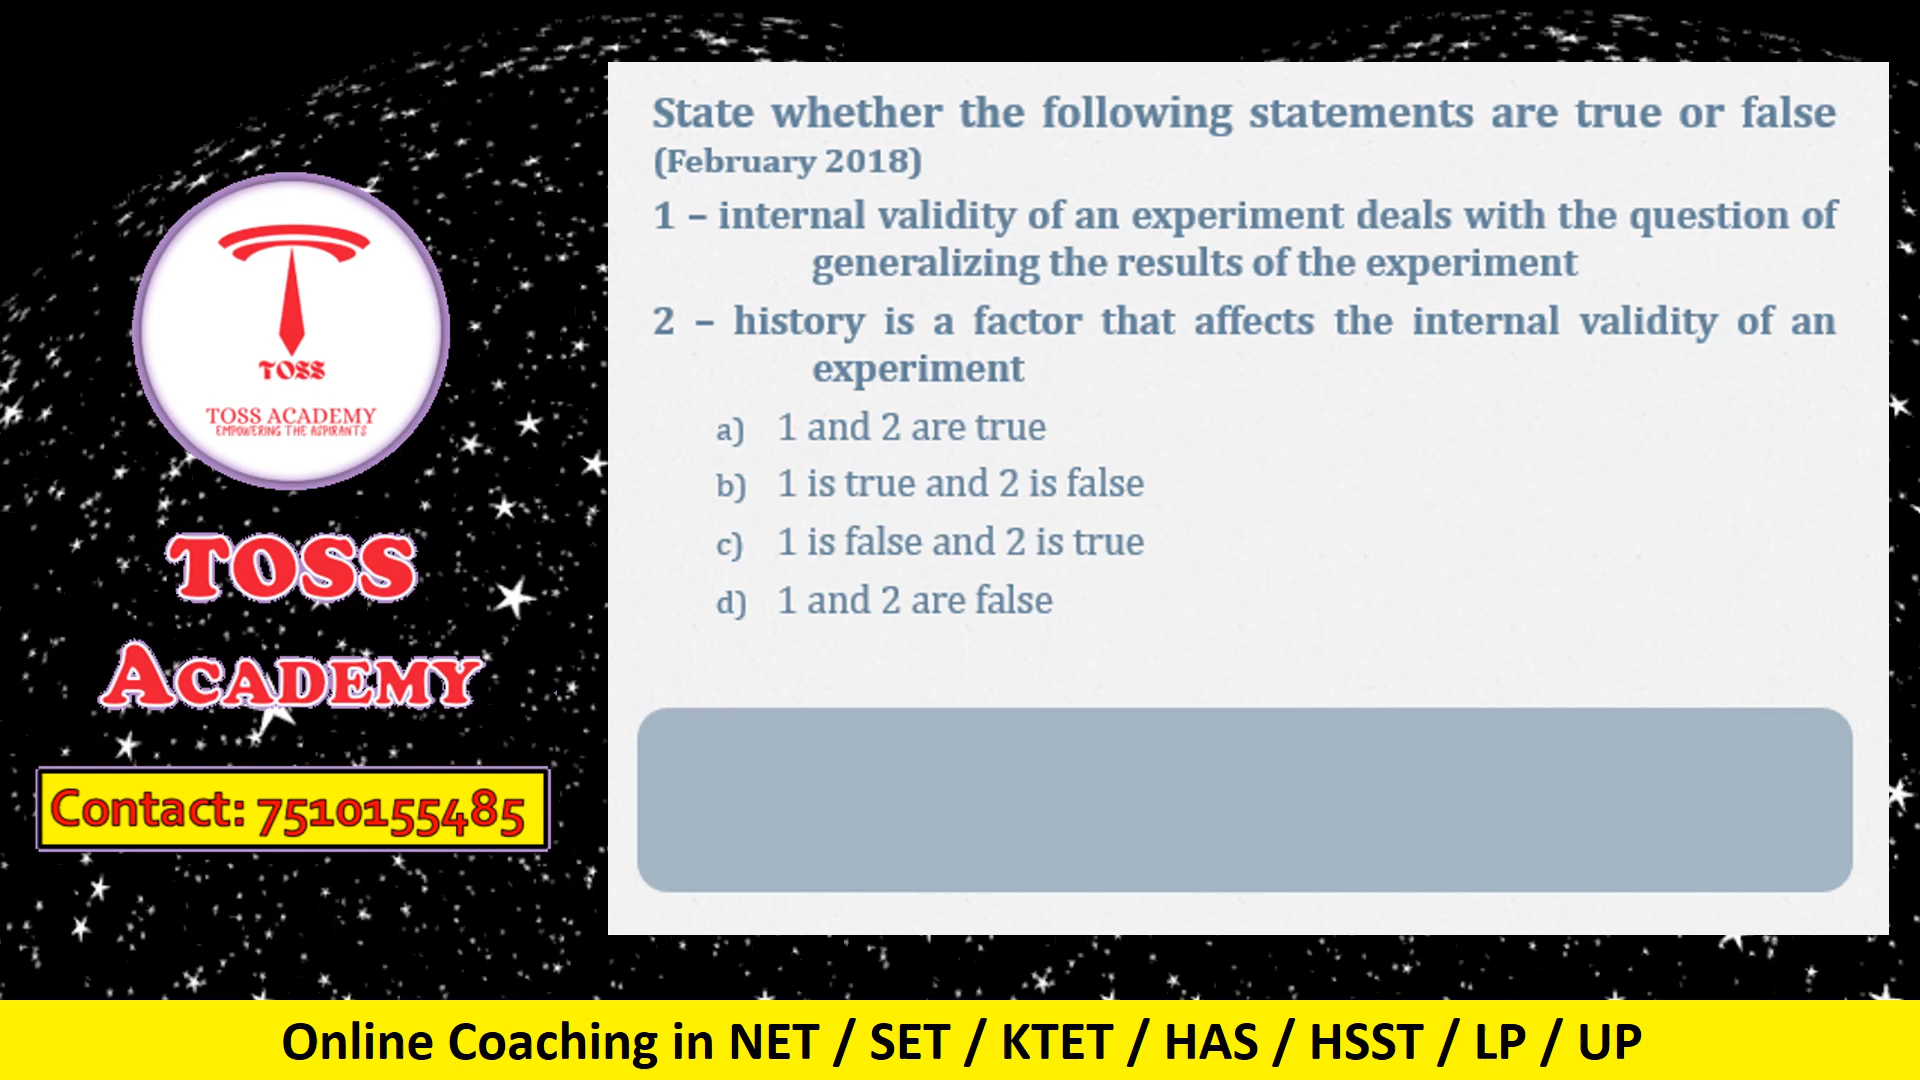 TOSS
TOSS ACADEMY
EMPOWERING THE ASPIRANTS
TOSS
ACADEMY
Contact: 7510155485
State whether the following statements are true or false
(February 2018)
1 – internal validity of an experiment deals with the question of
generalizing the results of the experiment
2 – history is a factor that affects the internal validity of an
experiment
a) 1 and 2 are true
b) 1 is true and 2 is false
c) 1 is false and 2 is true
d) 1 and 2 are false
Online Coaching in NET / SET / KTET / HAS / HSST / LP / UP